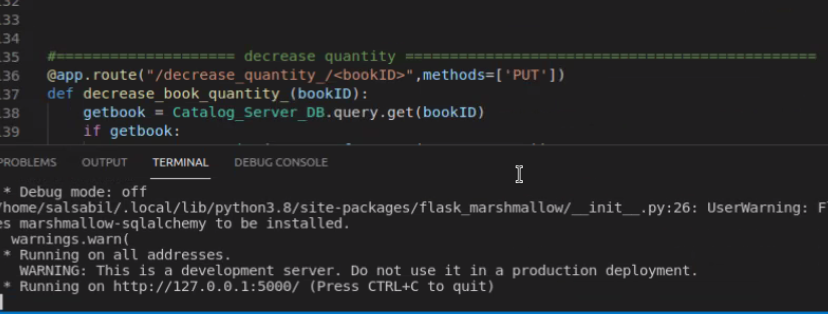 132
133
134
135 #==================== decrease quantity ==============================================
136 @app.route("/decrease_quantity_/<bookID>",methods=['PUT'])
137 def decrease_book_quantity_(bookID):
138 getbook = Catalog_Server_DB.query.get(bookID)
139 if getbook:
PROBLEMS OUTPUT TERMINAL DEBUG CONSOLE
* Debug mode: off
/home/salsabil/.local/lib/python3.8/site-packages/flask_marshmallow/__init__.py:26: UserWarning: Fl
es marshmallow-sqlalchemy to be installed.
warnings.warn(
* Running on all addresses.
WARNING: This is a development server. Do not use it in a production deployment.
* Running on http://127.0.0.1:5000/ (Press CTRL+C to quit)